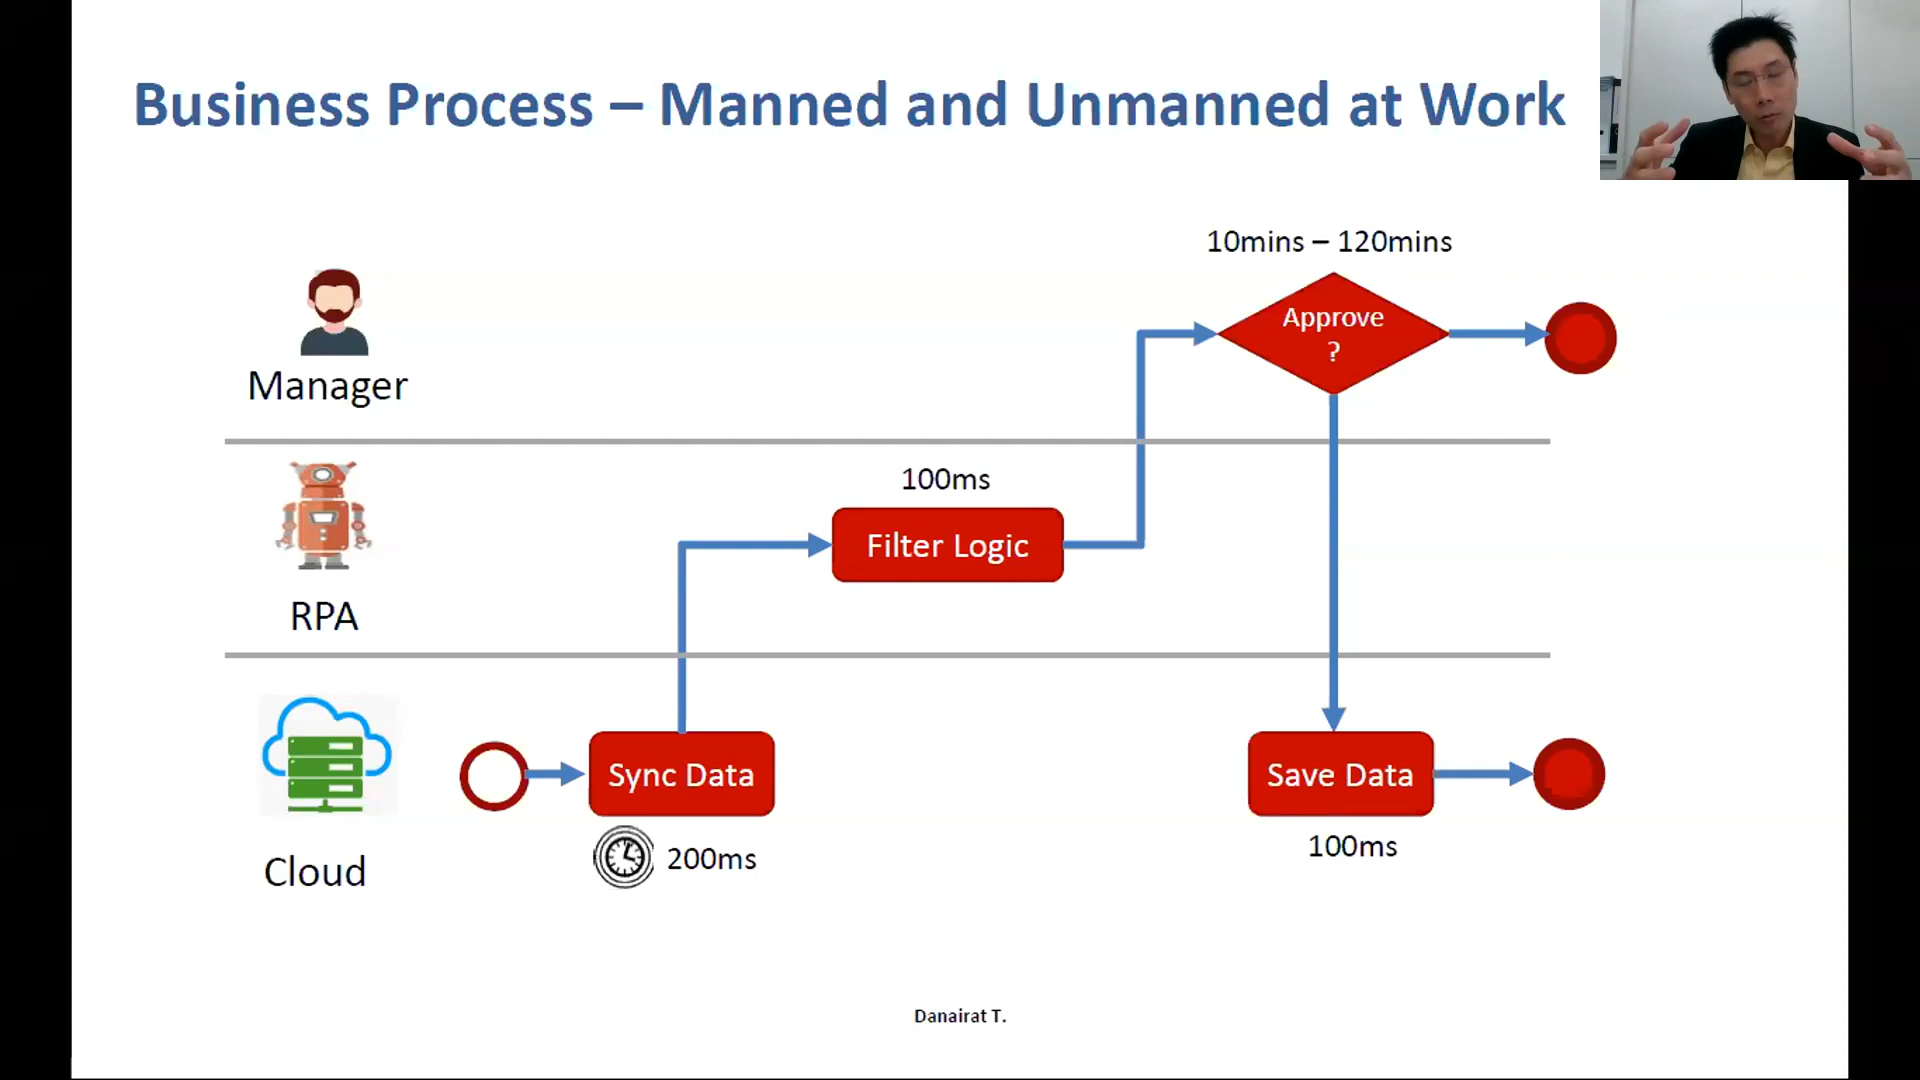 Business Process – Manned and Unmanned at Work
10mins – 120mins
Approve
?
Manager
100ms
Filter Logic
RPA
Sync Data
Save Data
200ms
100ms
Cloud
Danairat T.